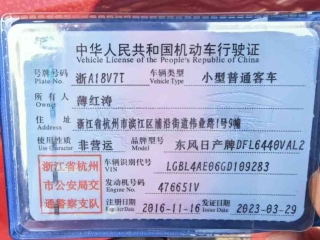 中华人民共和国机动车行驶证
Vehicle License of the People's Republic of China
号牌号码 浙A18V7T 车辆类型 小型普通客车
Plate No. Vehicle Type
所有人 薄红涛
Owner
住址 浙江省杭州市滨江区浦沿街道伟业路1号9幢
Address
使用性质 非营运 品牌型号 东风日产牌DFL6440VAL2
Use Character Model
浙江省杭州
市公安局交
通警察支队
车辆识别代号 LGBL4AE06GD109283
VIN
发动机号码 476651V
Engine No.
注册日期 2016-11-16 发证日期 2023-03-29
Register Date Issue Date